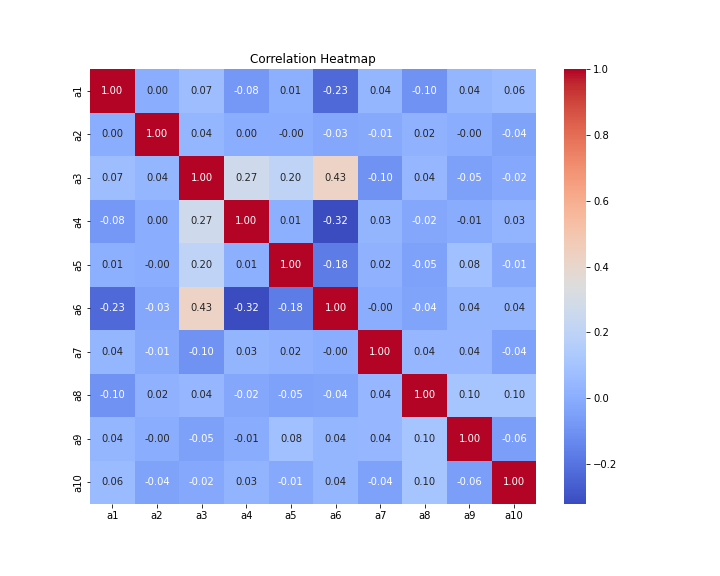 Correlation Heatmap
a1 1.00 0.00 0.07 -0.08 0.01 -0.23 0.04 -0.10 0.04 0.06
a2 0.00 1.00 0.04 0.00 -0.00 -0.03 -0.01 0.02 -0.00 -0.04
a3 0.07 0.04 1.00 0.27 0.20 0.43 -0.10 0.04 -0.05 -0.02
a4 -0.08 0.00 0.27 1.00 0.01 -0.32 0.03 -0.02 -0.01 0.03
a5 0.01 -0.00 0.20 0.01 1.00 -0.18 0.02 -0.05 0.08 -0.01
a6 -0.23 -0.03 0.43 -0.32 -0.18 1.00 -0.00 -0.04 0.04 0.04
a7 0.04 -0.01 -0.10 0.03 0.02 -0.00 1.00 0.04 0.04 -0.04
a8 -0.10 0.02 0.04 -0.02 -0.05 -0.04 0.04 1.00 0.10 0.10
a9 0.04 -0.00 -0.05 -0.01 0.08 0.04 0.04 0.10 1.00 -0.06
a10 0.06 -0.04 -0.02 0.03 -0.01 0.04 -0.04 0.10 -0.06 1.00
a1 a2 a3 a4 a5 a6 a7 a8 a9 a10
1.0
0.8
0.6
0.4
0.2
0.0
−0.2